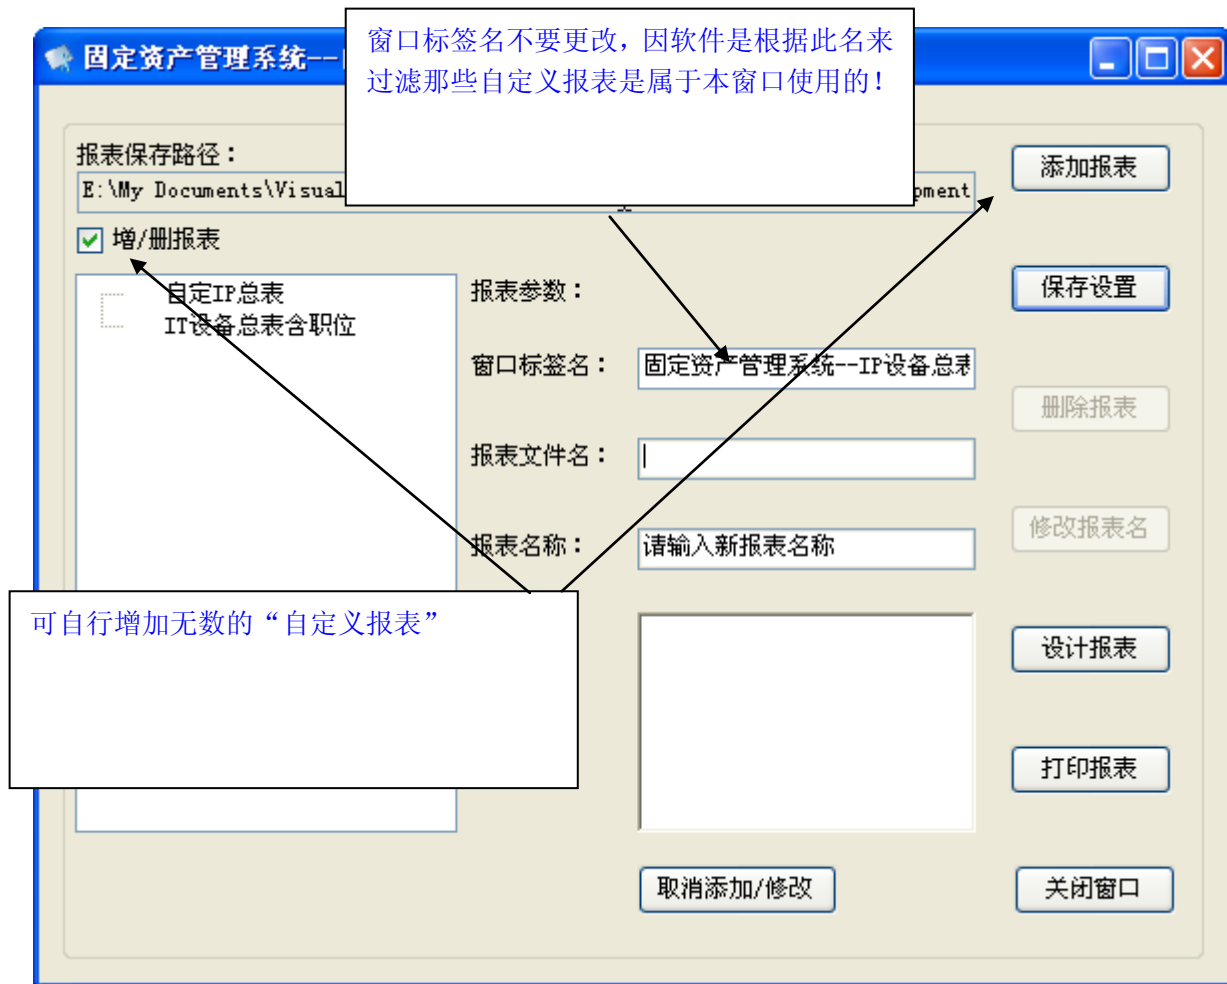 窗口标签名不要更改,因软件是根据此名来
过滤那些自定义报表是属于本窗口使用的!
固定资产管理系统--
报表保存路径:
添加报表
E:\My Documents\Visual
pment
增/删报表
自定IP总表
IT设备总表含职位
报表参数:
保存设置
窗口标签名:
固定资产管理系统--IP设备总表
删除报表
报表文件名:
报表名称:
请输入新报表名称
修改报表名
可自行增加无数的“自定义报表”
设计报表
打印报表
取消添加/修改
关闭窗口